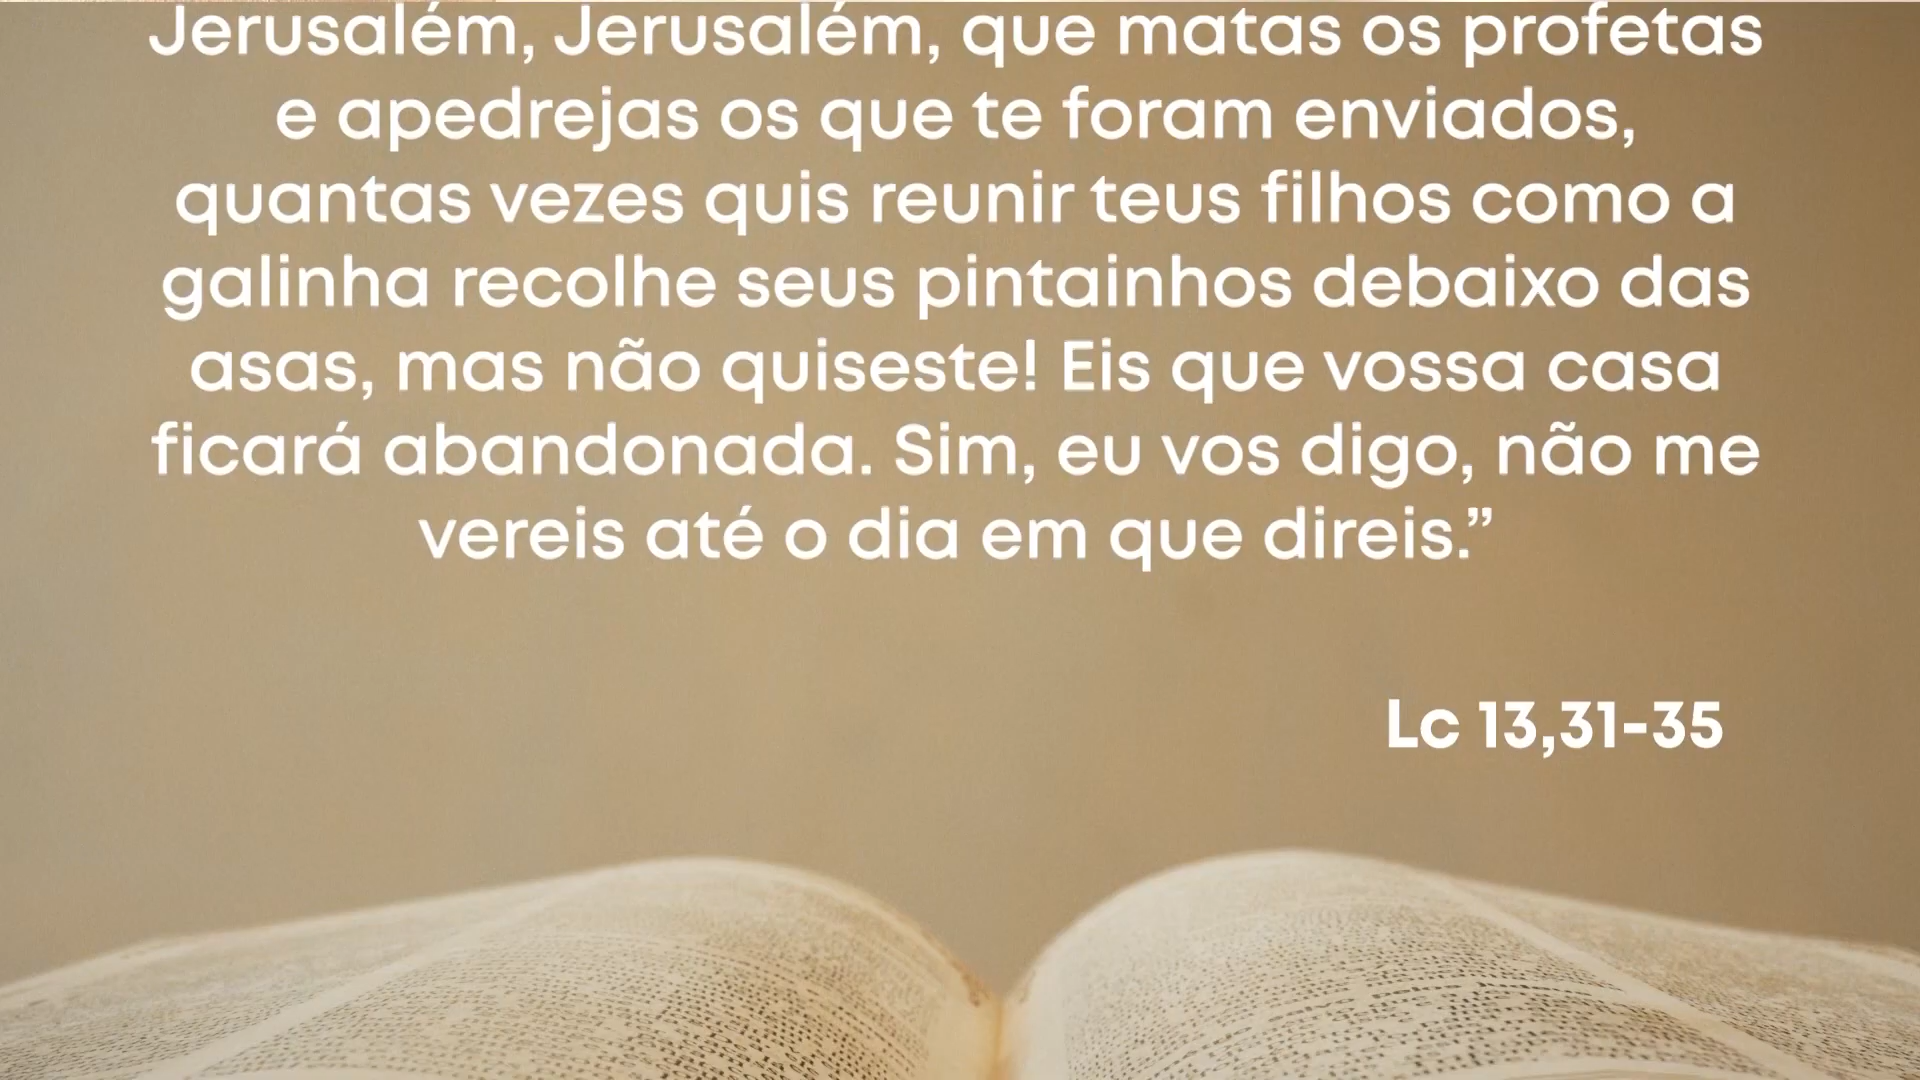 Jerusalém, Jerusalém, que matas os profetas
e apedrejas os que te foram enviados,
quantas vezes quis reunir teus filhos como a
galinha recolhe seus pintainhos debaixo das
asas, mas não quiseste! Eis que vossa casa
ficará abandonada. Sim, eu vos digo, não me
vereis até o dia em que direis.”
Lc 13,31-35